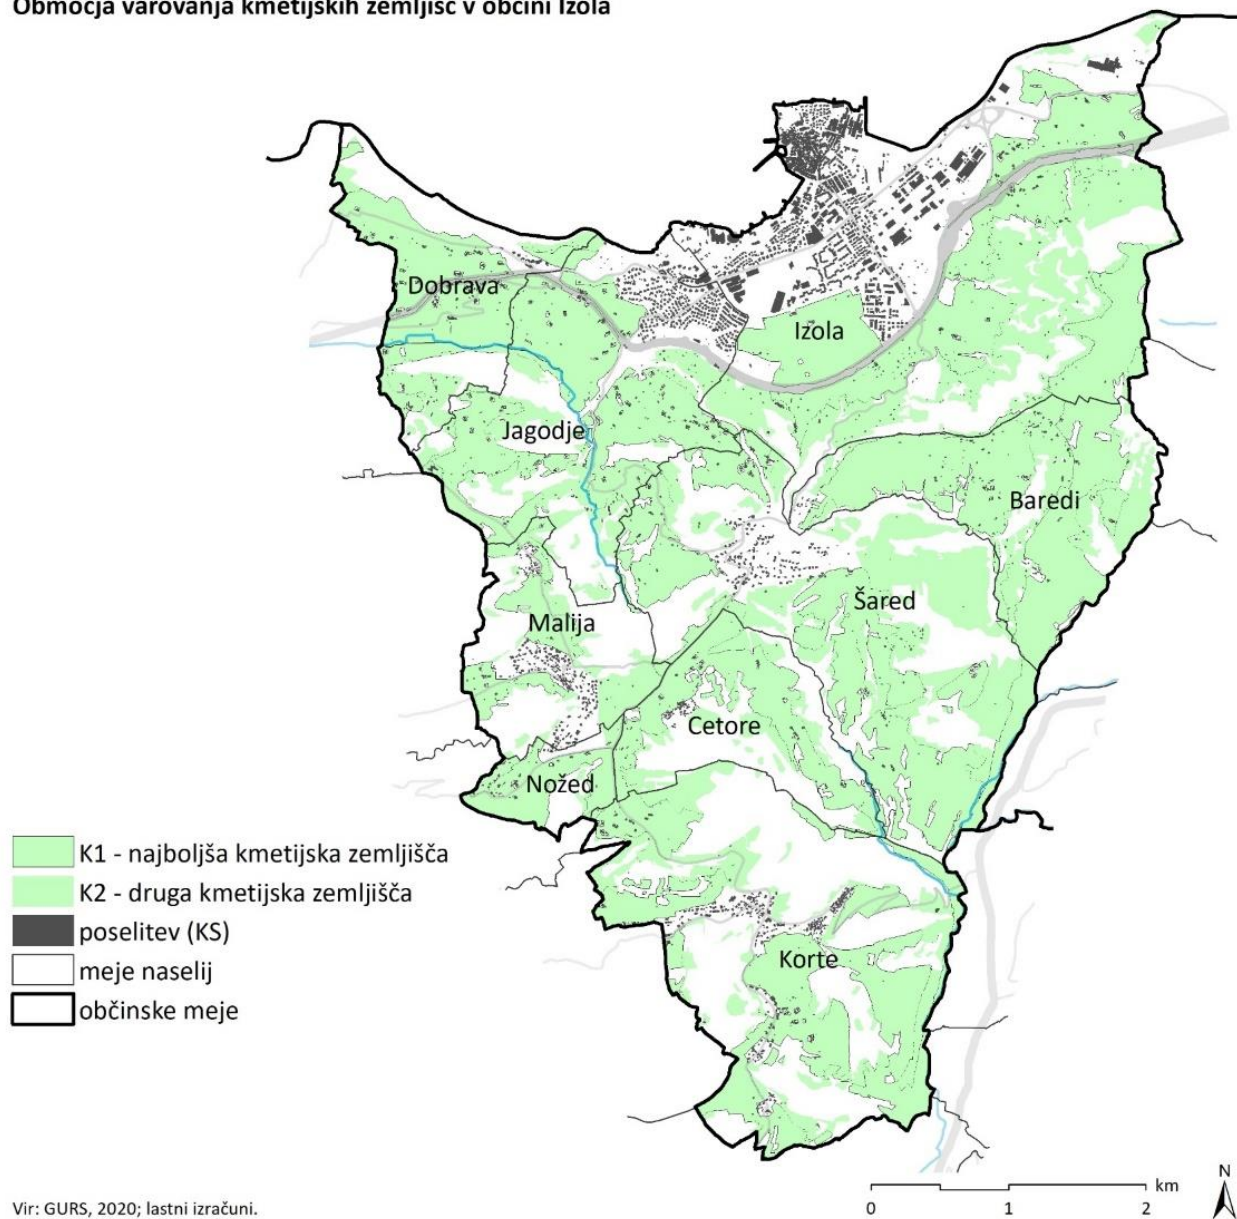 Območja varovanja kmetijskih zemljišč v občini Izola
Dobrava
Izola
Jagodje
Baredi
Šared
Malija
Cetore
Nožed
Korte
K1 - najboljša kmetijska zemljišča
K2 - druga kmetijska zemljišča
poselitev (KS)
meje naselij
občinske meje
Vir: GURS, 2020; lastni izračuni.
km
0 1 2
N